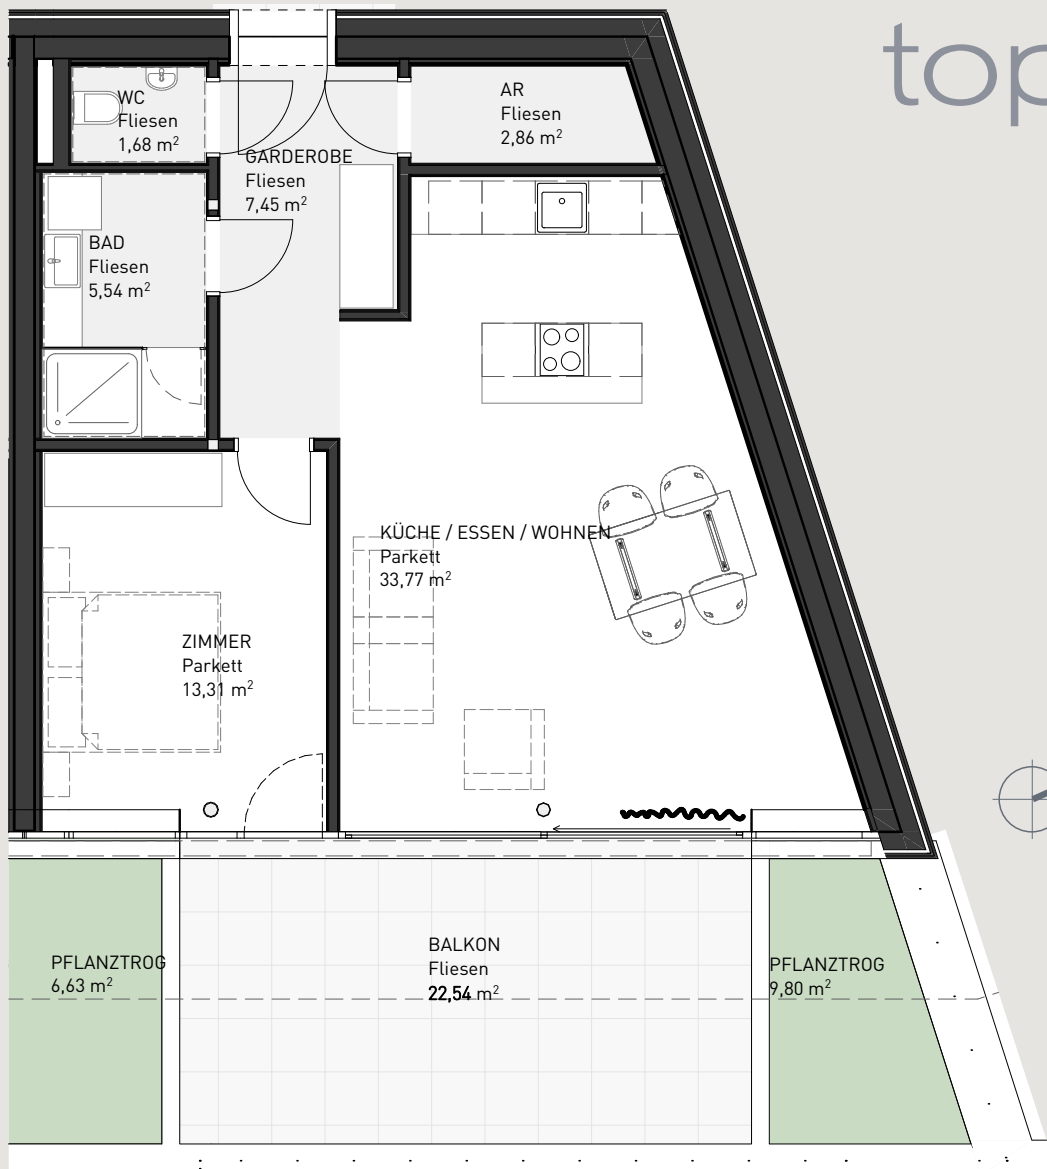 top
WC
Fliesen
1,68 m²
AR
Fliesen
2,86 m²
GARDEROBE
Fliesen
7,45 m²
BAD
Fliesen
5,54 m²
KÜCHE / ESSEN / WOHNEN
Parkett
33,77 m²
ZIMMER
Parkett
13,31 m²
PFLANZTROG
6,63 m²
BALKON
Fliesen
22,54 m²
PFLANZTROG
9,80 m²